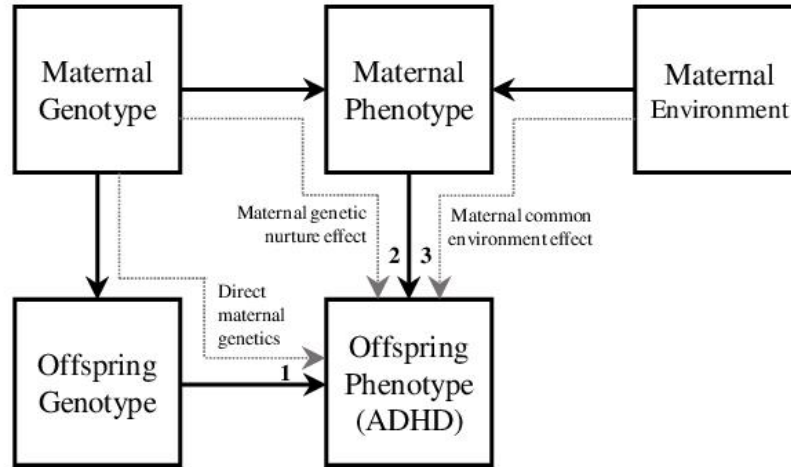 Maternal
Genotype
Maternal
Phenotype
Maternal
Environment
Maternal genetic
nurture effect
2
3
Maternal common
environment effect
Direct
maternal
genetics
Offspring
Genotype
1
Offspring
Phenotype
(ADHD)